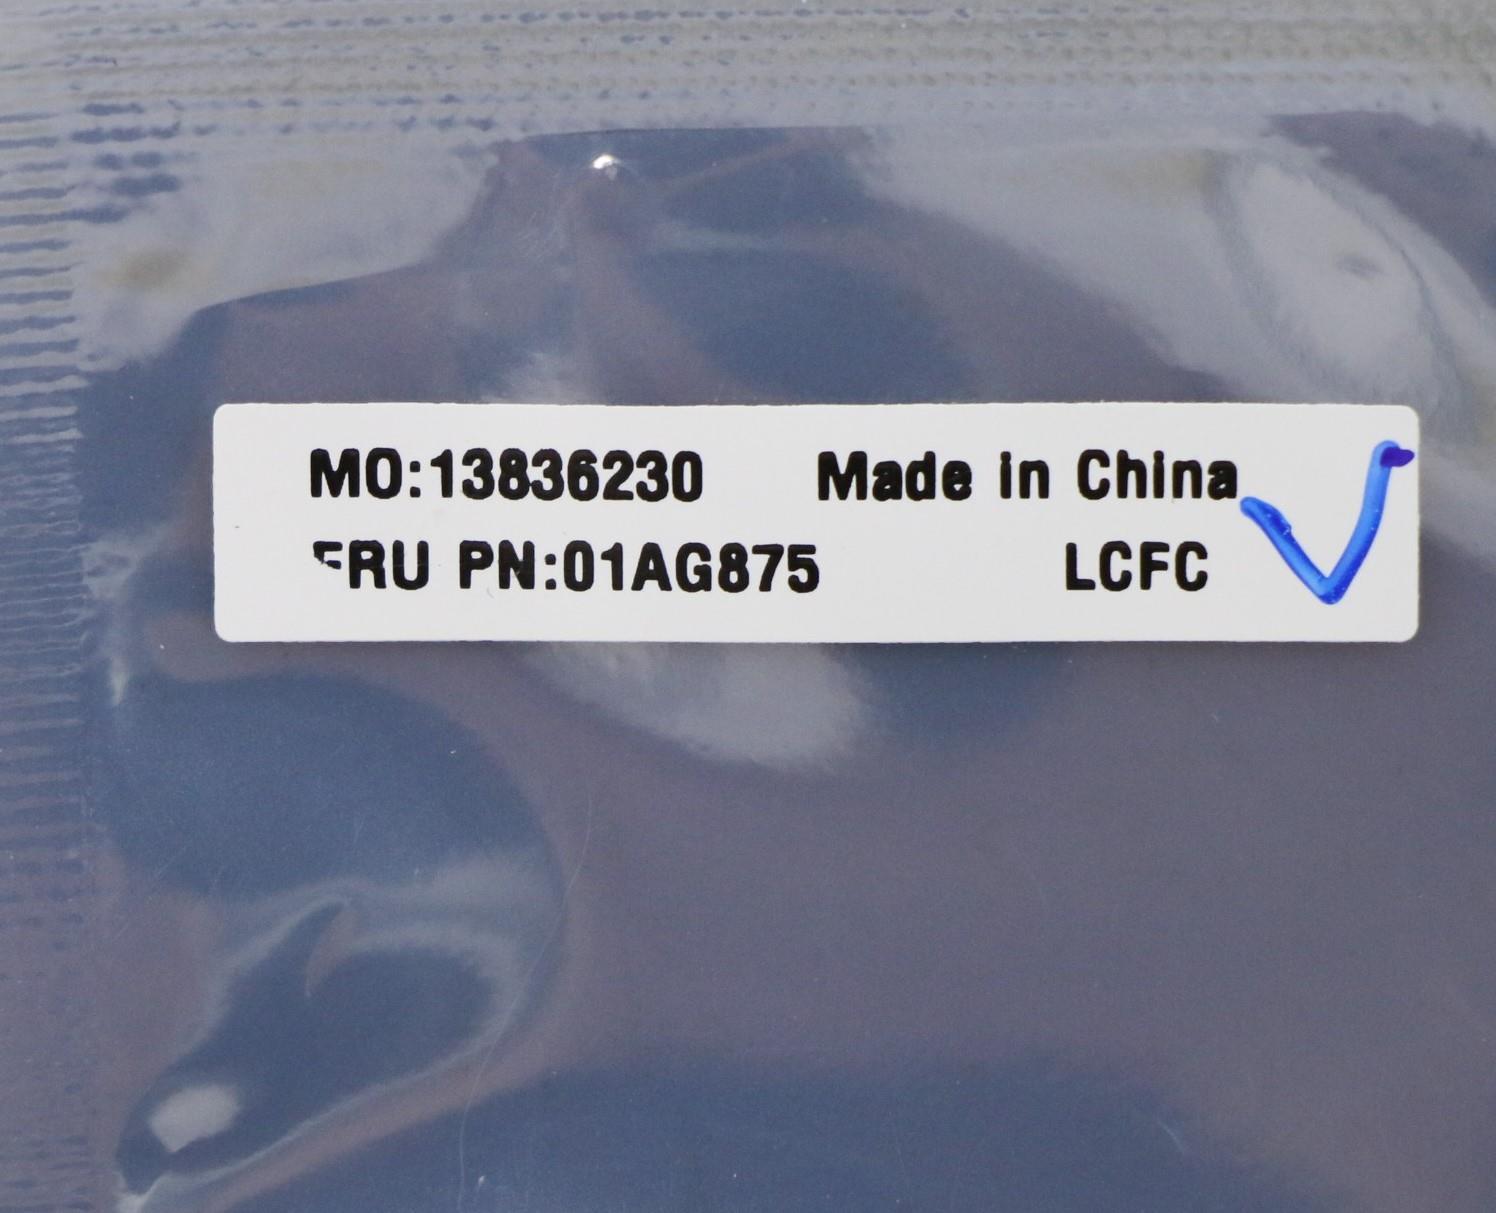 MO:13836230 Made in China
FRU PN:01AG875 LCFC